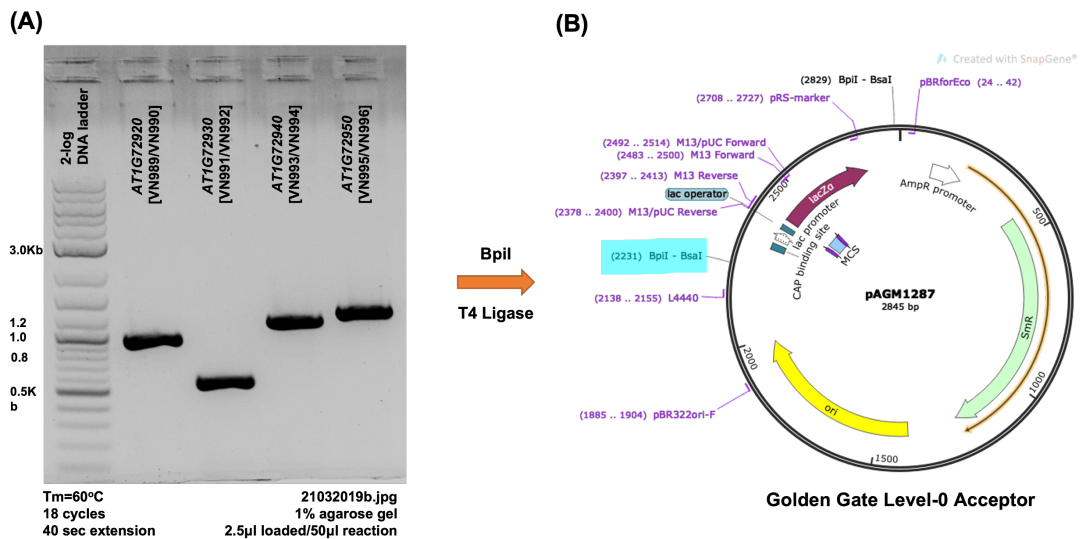 (A)
2-log
DNA ladder
AT1G72920
[VN989/VN990]
AT1G72930
[VN991/VN992]
AT1G72940
[VN993/VN994]
AT1G72950
[VN995/VN996]
3.0Kb
1.2
1.0
0.8
0.5K
b
Tm=60°C
18 cycles
40 sec extension
21032019b.jpg
1% agarose gel
2.5µl loaded/50µl reaction
BpiI
T4 Ligase
(B)
Created with SnapGene®
(2829) BpiI - BsaI
pBRforEco (24 .. 42)
(2708 .. 2727) pRS-marker
(2492 .. 2514) M13/pUC Forward
(2483 .. 2500) M13 Forward
(2397 .. 2413) M13 Reverse
lac operator
(2378 .. 2400) M13/pUC Reverse
(2231) BpiI - BsaI
(2138 .. 2155) L4440
(1885 .. 1904) pBR322ori-F
2500
lacZα
lac promoter
CAP binding site
MCS
AmpR promoter
500
SmR
1000
1500
2000
ori
pAGM1287
2845 bp
Golden Gate Level-0 Acceptor